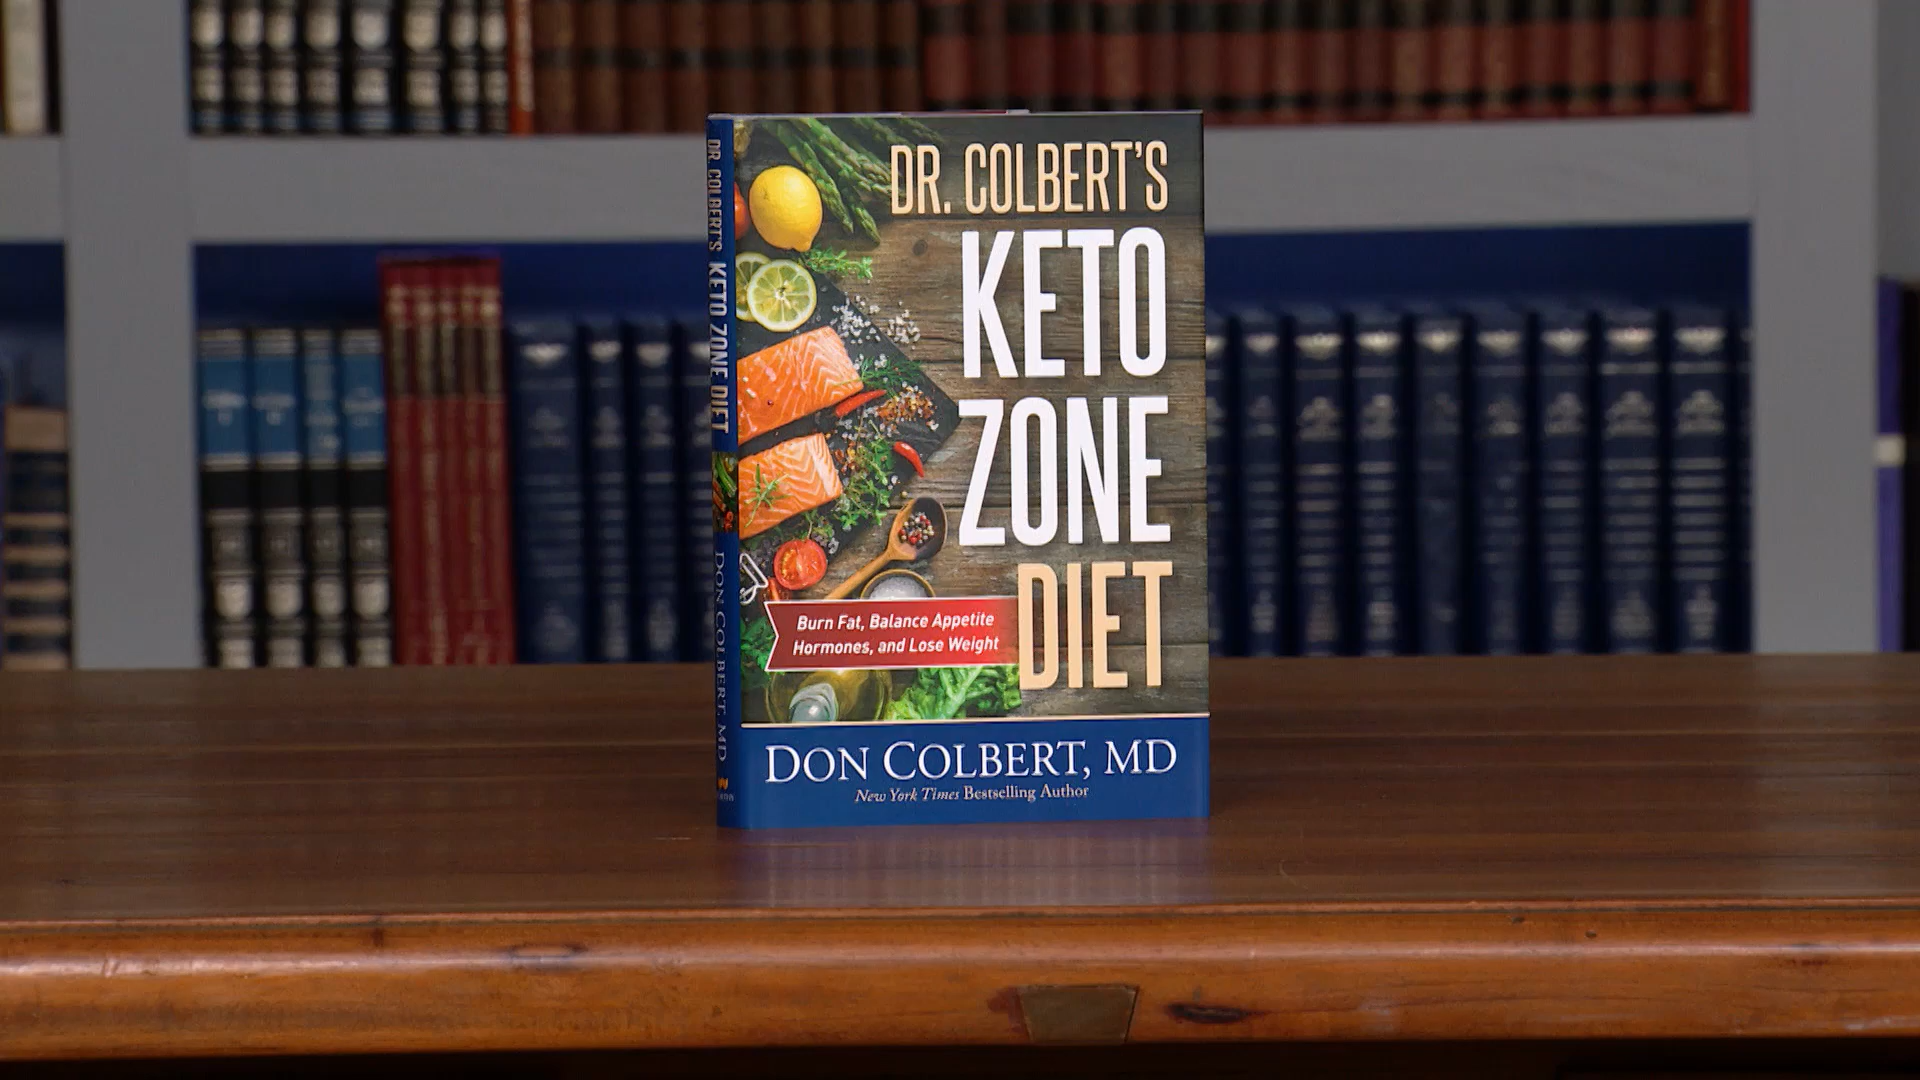 DR. COLBERT'S
KETO
ZONE
DIET
Burn Fat, Balance Appetite
Hormones, and Lose Weight
DON COLBERT, MD
New York Times Bestselling Author
DR. COLBERT'S KETO ZONE DIET
DON COLBERT, MD